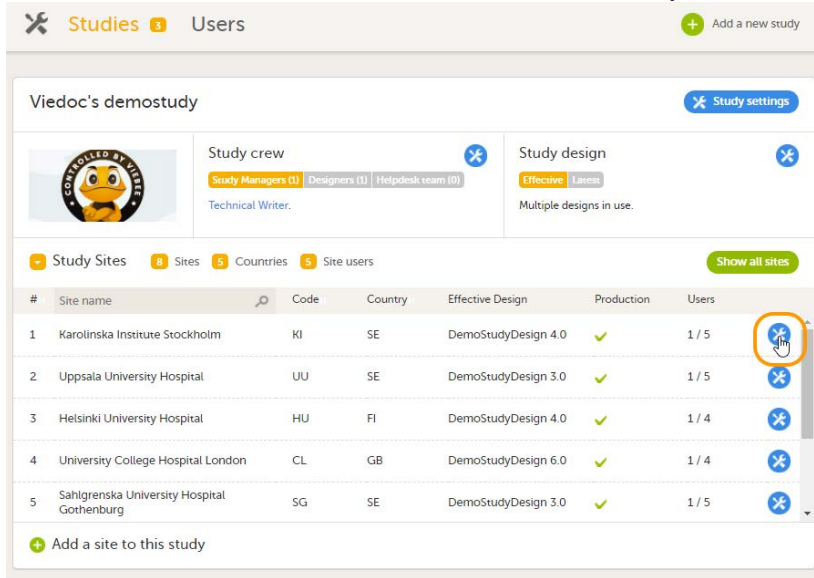 Studies 3 Users Add a new study
Viedoc's demostudy Study settings
CONTROLLED BY VIEBEE
Study crew
Study Managers (1) Designers (1) Helpdesk team (0)
Technical Writer.
Study design
Effective Latest
Multiple designs in use.
Study Sites 8 Sites 5 Countries 5 Site users Show all sites
# Site name Code Country Effective Design Production Users
1 Karolinska Institute Stockholm KI SE DemoStudyDesign 4.0 1 / 5
2 Uppsala University Hospital UU SE DemoStudyDesign 3.0 1 / 5
3 Helsinki University Hospital HU FI DemoStudyDesign 4.0 1 / 4
4 University College Hospital London CL GB DemoStudyDesign 6.0 1 / 4
5 Sahlgrenska University Hospital Gothenburg SG SE DemoStudyDesign 3.0 1 / 5
Add a site to this study